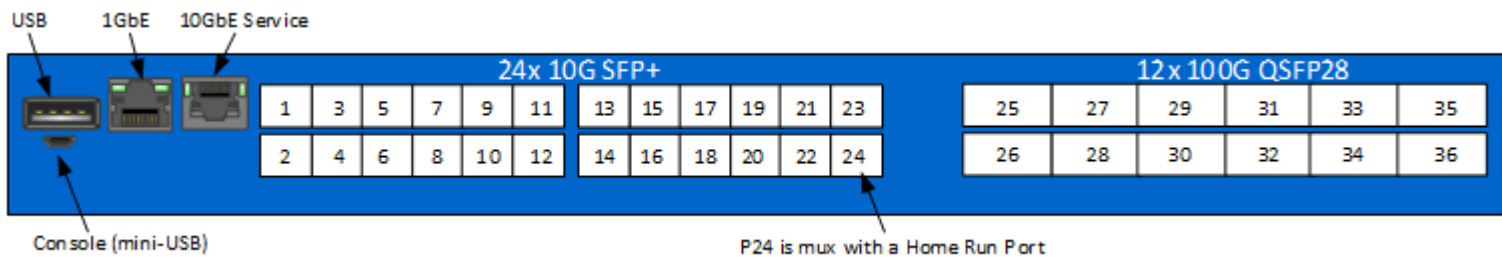 USB 1GbE 10GbE Service
24x 10G SFP+ 12x 100G QSFP28
1 3 5 7 9 11 13 15 17 19 21 23 25 27 29 31 33 35
2 4 6 8 10 12 14 16 18 20 22 24 26 28 30 32 34 36
Console (mini-USB) P24 is mux with a Home Run Port